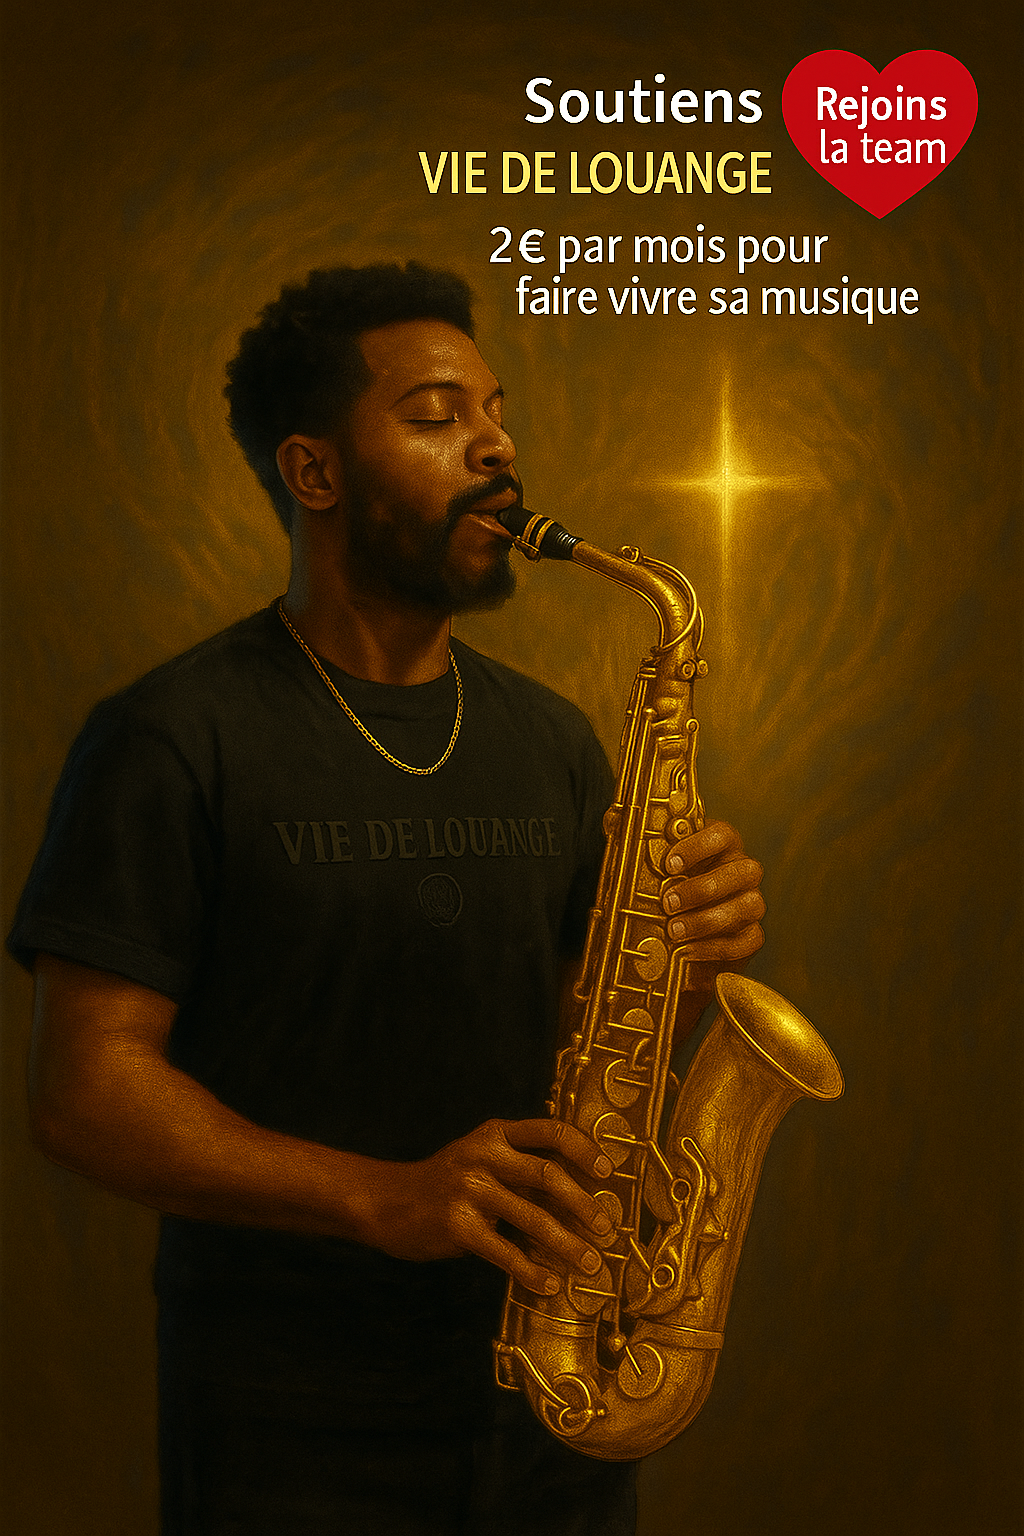 Soutiens
VIE DE LOUANGE
2€ par mois pour
faire vivre sa musique
Rejoins
la team
VIE DE LOUANGE